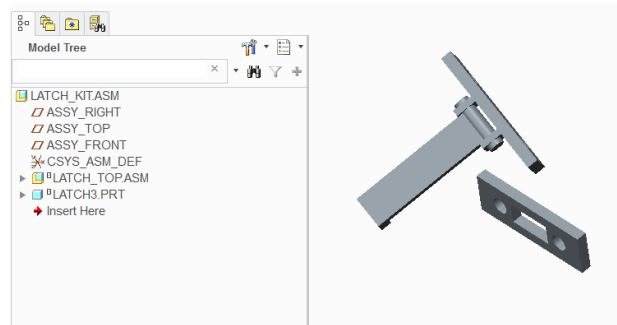 Model Tree
LATCH_KIT.ASM
ASSY_RIGHT
ASSY_TOP
ASSY_FRONT
CSYS_ASM_DEF
LATCH_TOP.ASM
LATCH3.PRT
Insert Here